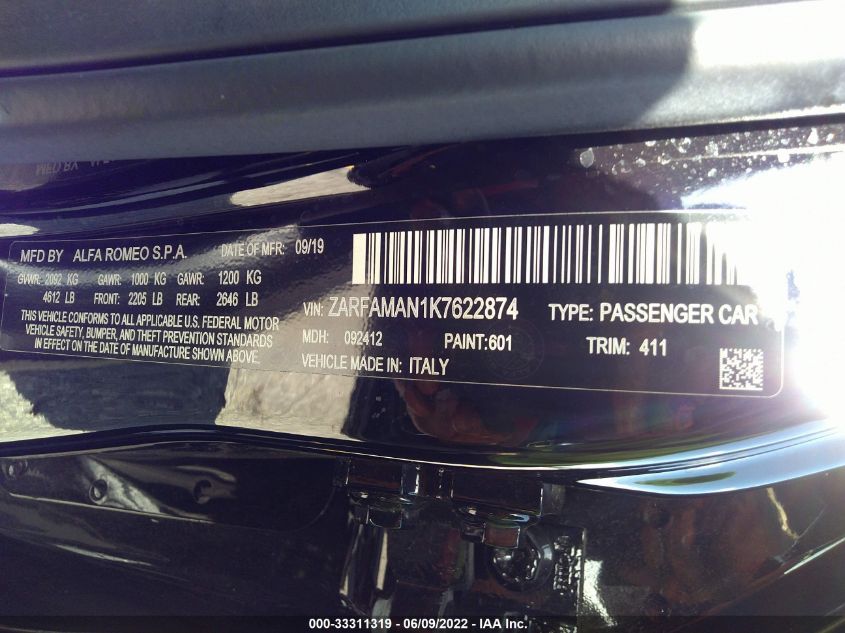 MFD BY ALFA ROMEO S.P.A. DATE OF MFR: 09/19
GVWR: 2092 KG GAWR: 1000 KG GAWR: 1200 KG
4612 LB FRONT: 2205 LB REAR: 2646 LB
THIS VEHICLE CONFORMS TO ALL APPLICABLE U.S. FEDERAL MOTOR
VEHICLE SAFETY, BUMPER, AND THEFT PREVENTION STANDARDS
IN EFFECT ON THE DATE OF MANUFACTURE SHOWN ABOVE.
VIN: ZARFAMAN1K7622874 TYPE: PASSENGER CAR
MDH: 092412 PAINT:601 TRIM: 411
VEHICLE MADE IN: ITALY
000-33311319 - 06/09/2022 - IAA Inc.